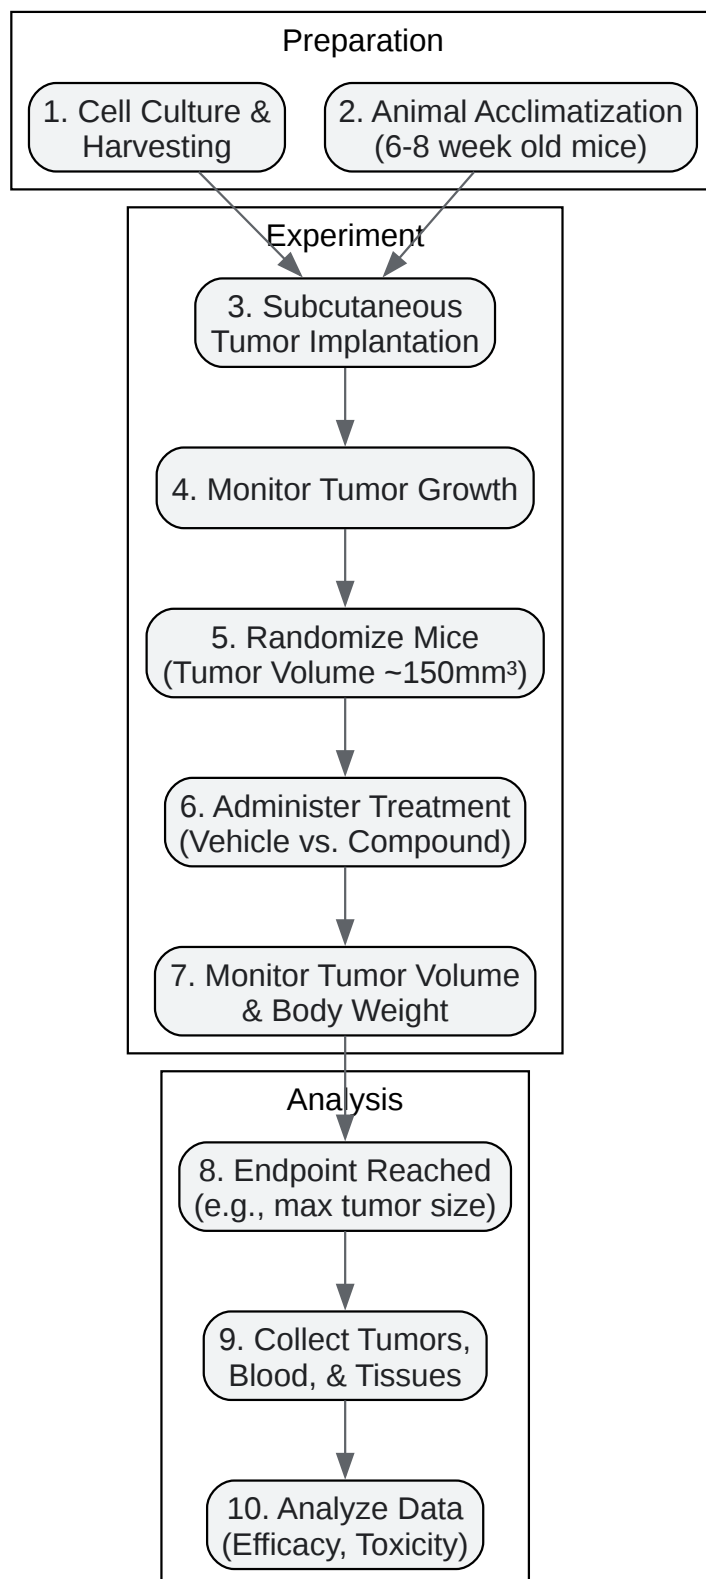 Preparation
1. Cell Culture &
Harvesting
2. Animal Acclimatization
(6-8 week old mice)
Experiment
3. Subcutaneous
Tumor Implantation
4. Monitor Tumor Growth
5. Randomize Mice
(Tumor Volume ~150mm³)
6. Administer Treatment
(Vehicle vs. Compound)
7. Monitor Tumor Volume
& Body Weight
Analysis
8. Endpoint Reached
(e.g., max tumor size)
9. Collect Tumors,
Blood, & Tissues
10. Analyze Data
(Efficacy, Toxicity)